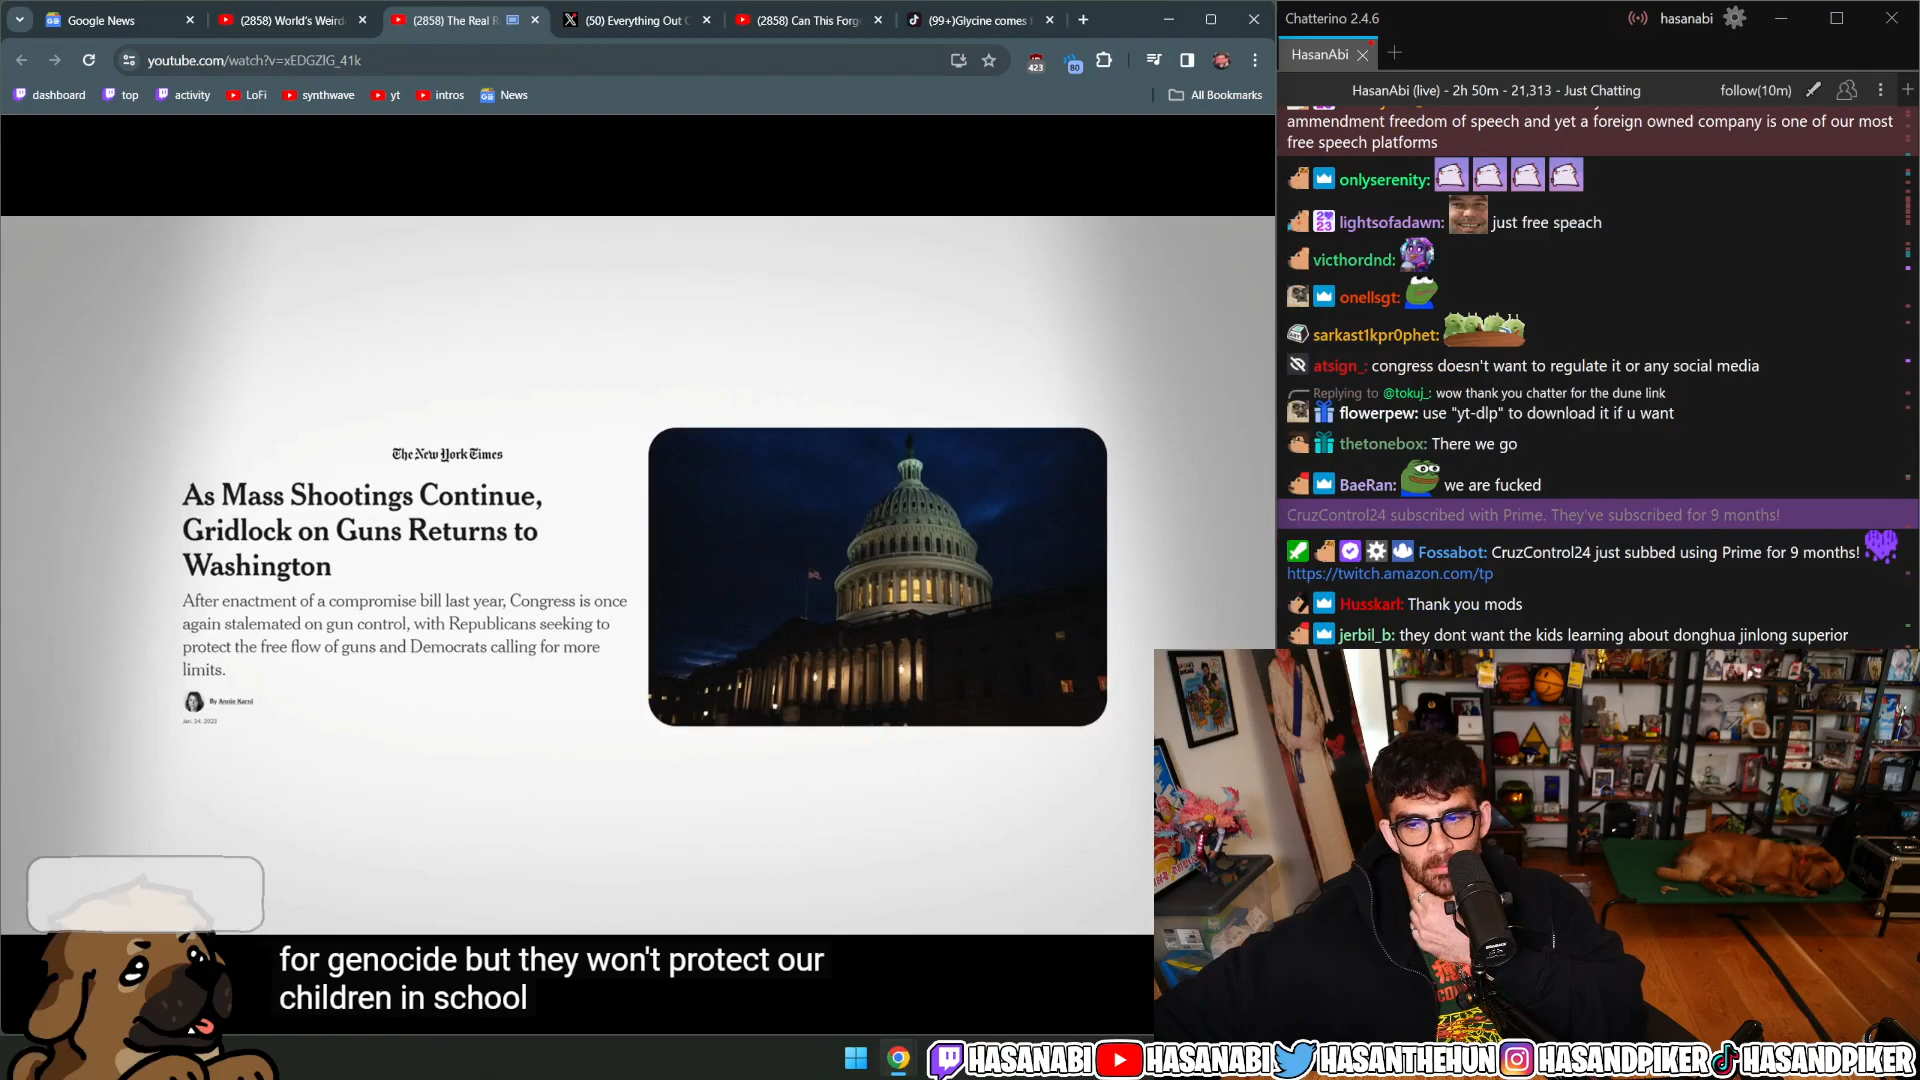 Google News
(2858) World's Weird
(2858) The Real R
(50) Everything Out C
(2858) Can This Forg
(99+)Glycine comes f
youtube.com/watch?v=xEDGZlG_41k
423
80
dashboard
top
activity
LoFi
synthwave
yt
intros
News
All Bookmarks
The New York Times
As Mass Shootings Continue,
Gridlock on Guns Returns to
Washington
After enactment of a compromise bill last year, Congress is once
again stalemated on gun control, with Republicans seeking to
protect the free flow of guns and Democrats calling for more
limits.
By Annie Karni
Jan. 24, 2023
for genocide but they won't protect our
children in school
Chatterino 2.4.6
hasanabi
HasanAbi
HasanAbi (live) - 2h 50m - 21,313 - Just Chatting
follow(10m)
ammendment freedom of speech and yet a foreign owned company is one of our most
free speech platforms
onlyserenity:
lightsofadawn: just free speach
victhordnd:
onellsgt:
sarkast1kpr0phet:
atsign_: congress doesn't want to regulate it or any social media
Replying to @tokuj_: wow thank you chatter for the dune link
flowerpew: use "yt-dlp" to download it if u want
thetonebox: There we go
BaeRan: we are fucked
CruzControl24 subscribed with Prime. They've subscribed for 9 months!
Fossabot: CruzControl24 just subbed using Prime for 9 months!
https://twitch.amazon.com/tp
Husskarl: Thank you mods
jerbil_b: they dont want the kids learning about donghua jinlong superior
HASANABI
HASANABI
HASANTHEHUN
HASANDPIKER
HASANDPIKER